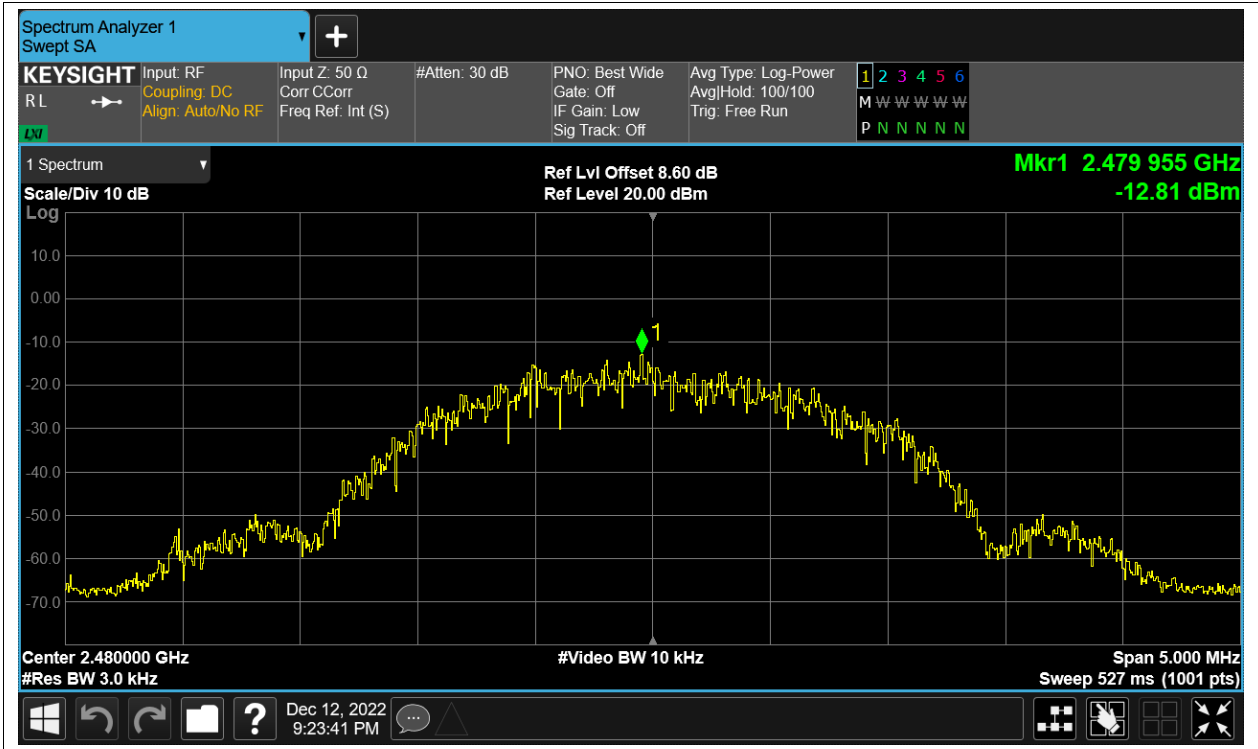 Spectrum Analyzer 1
Swept SA
KEYSIGHT
R L
LXI
Input: RF
Coupling: DC
Align: Auto/No RF
Input Z: 50 Ω
Corr CCorr
Freq Ref: Int (S)
#Atten: 30 dB
PNO: Best Wide
Gate: Off
IF Gain: Low
Sig Track: Off
Avg Type: Log-Power
Avg|Hold: 100/100
Trig: Free Run
1 2 3 4 5 6
M W W W W W
P N N N N N
1 Spectrum
Scale/Div 10 dB
Log
Ref Lvl Offset 8.60 dB
Ref Level 20.00 dBm
Mkr1 2.479 955 GHz
-12.81 dBm
10.0
0.00
-10.0
-20.0
-30.0
-40.0
-50.0
-60.0
-70.0
1
Center 2.480000 GHz
#Res BW 3.0 kHz
#Video BW 10 kHz
Span 5.000 MHz
Sweep 527 ms (1001 pts)
?
Dec 12, 2022
9:23:41 PM